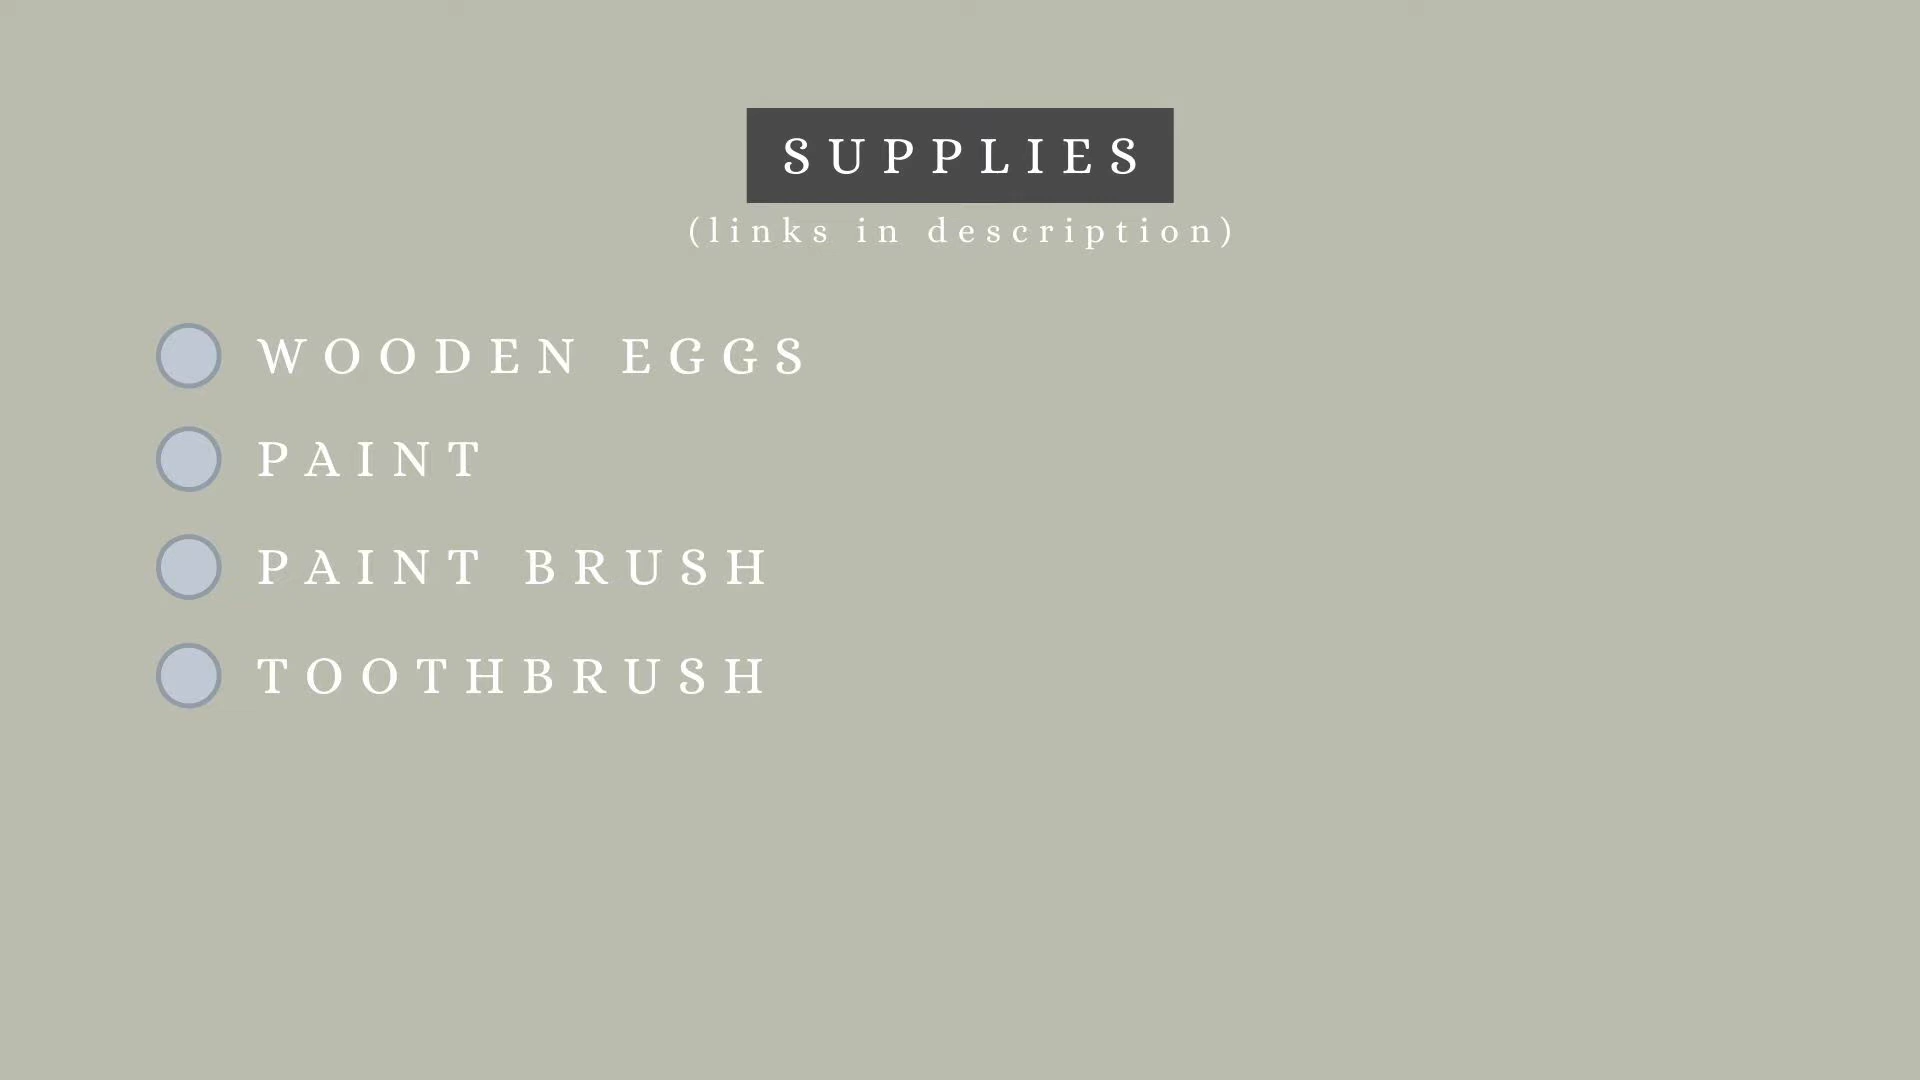 SUPPLIES
(links in description)
WOODEN EGGS
PAINT
PAINT BRUSH
TOOTHBRUSH